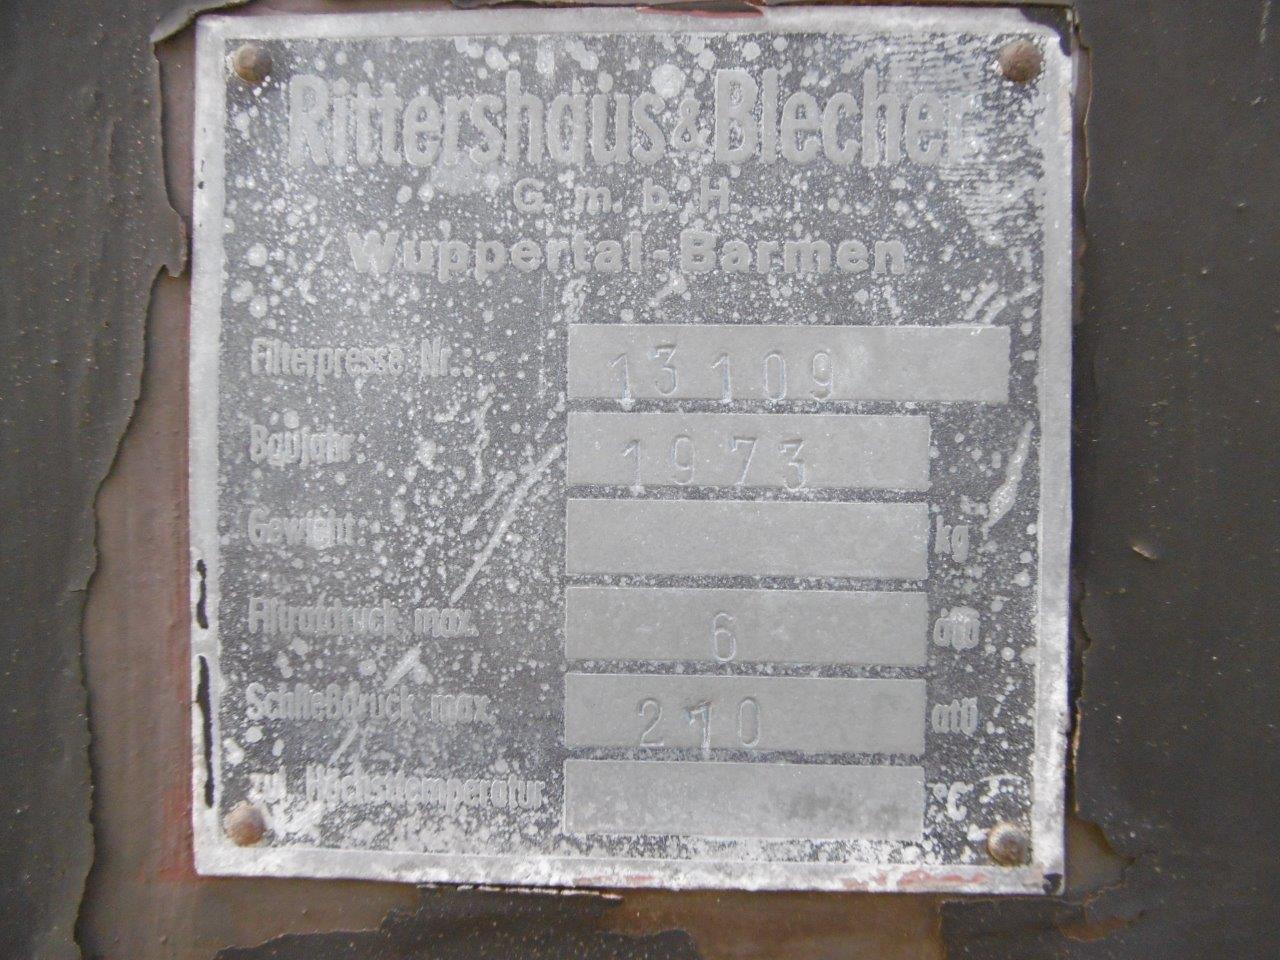 Rittershaus & Blecher
G. m. b. H.
Wuppertal-Barmen
Filterpresse Nr.: 13109
Baujahr: 1973
Gewicht: kg
Filtratdruck, max. 6 atü
Schließdruck, max. 210 atü
zul. Höchsttemperatur °C